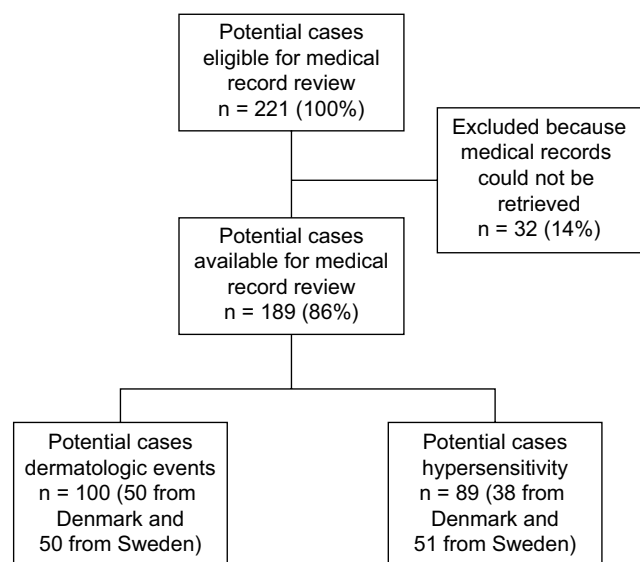 Potential cases
eligible for medical
record review
n = 221 (100%)
Excluded because
medical records
could not be
retrieved
n = 32 (14%)
Potential cases
available for medical
record review
n = 189 (86%)
Potential cases
dermatologic events
n = 100 (50 from
Denmark and
50 from Sweden)
Potential cases
hypersensitivity
n = 89 (38 from
Denmark and
51 from Sweden)